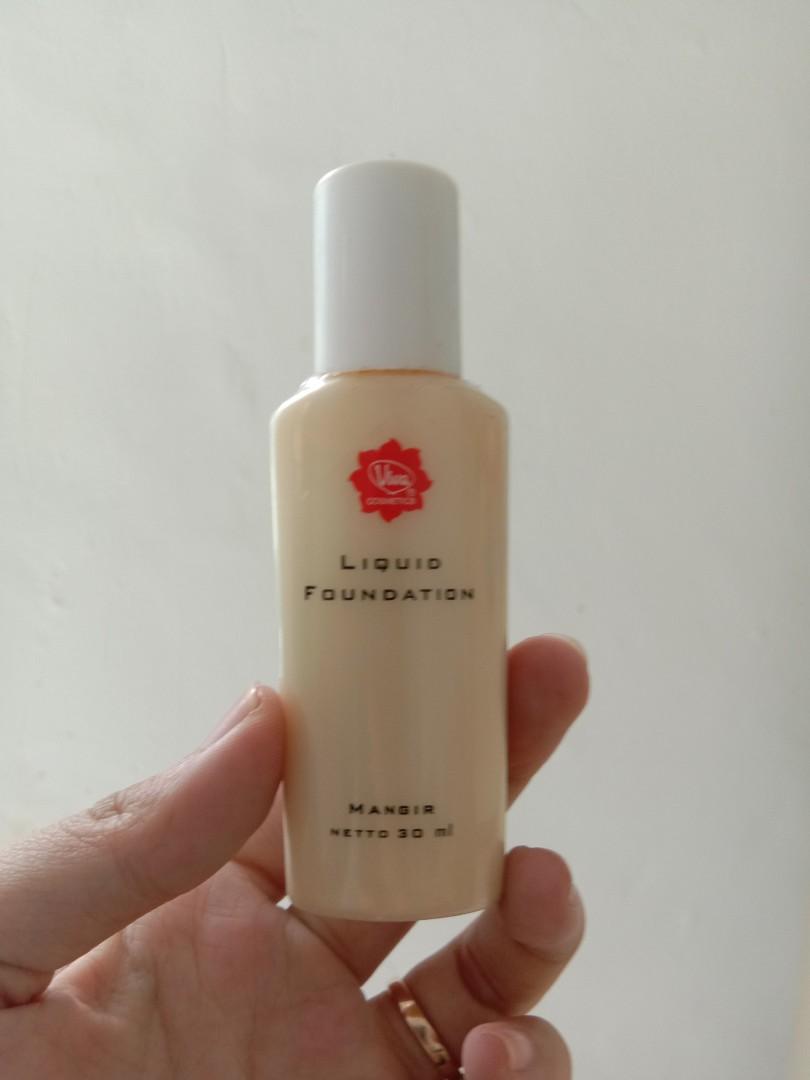 Viva®
COSMETICS
LIQUID
FOUNDATION
MANGIR
NETTO 30 ml